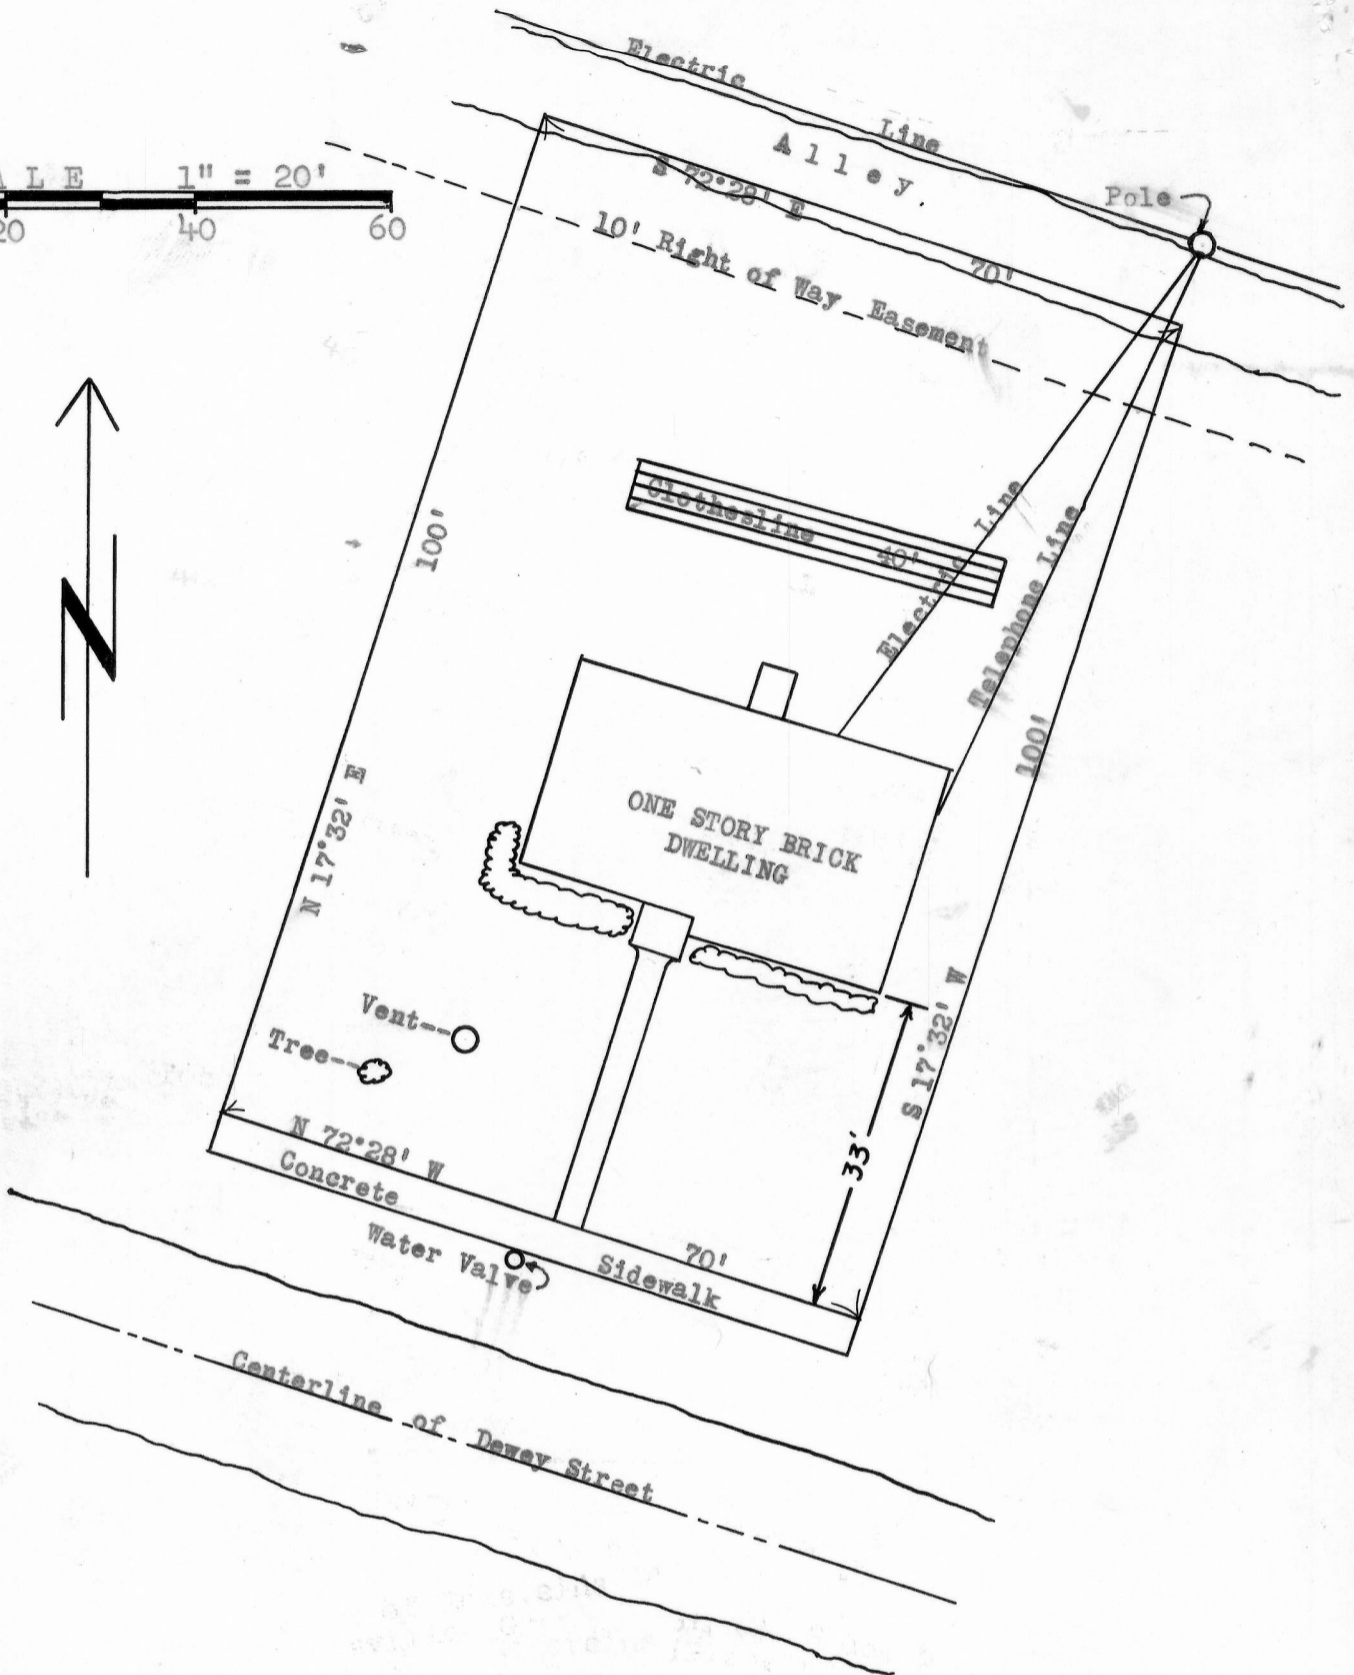 Electric Line
Alley.
A L E 1" = 20'
20 40 60
S 72°28' E 70'
Pole
10' Right of Way Easement
N
100'
Clothesline 40'
Electric Line
Telephone Line
100'
ONE STORY BRICK
DWELLING
N 17°32' E
S 17°32' W
Vent
Tree
33'
N 72°28' W 70'
Concrete Sidewalk
Water Valve
Centerline of Dewey Street